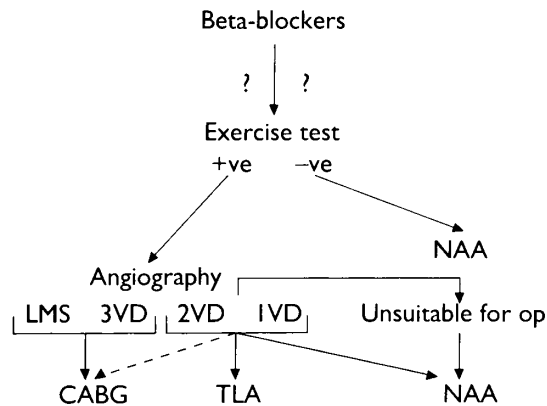 Beta-blockers
? ?
Exercise test
+ve –ve
NAA
Angiography
LMS 3VD 2VD 1VD Unsuitable for op
CABG TLA NAA